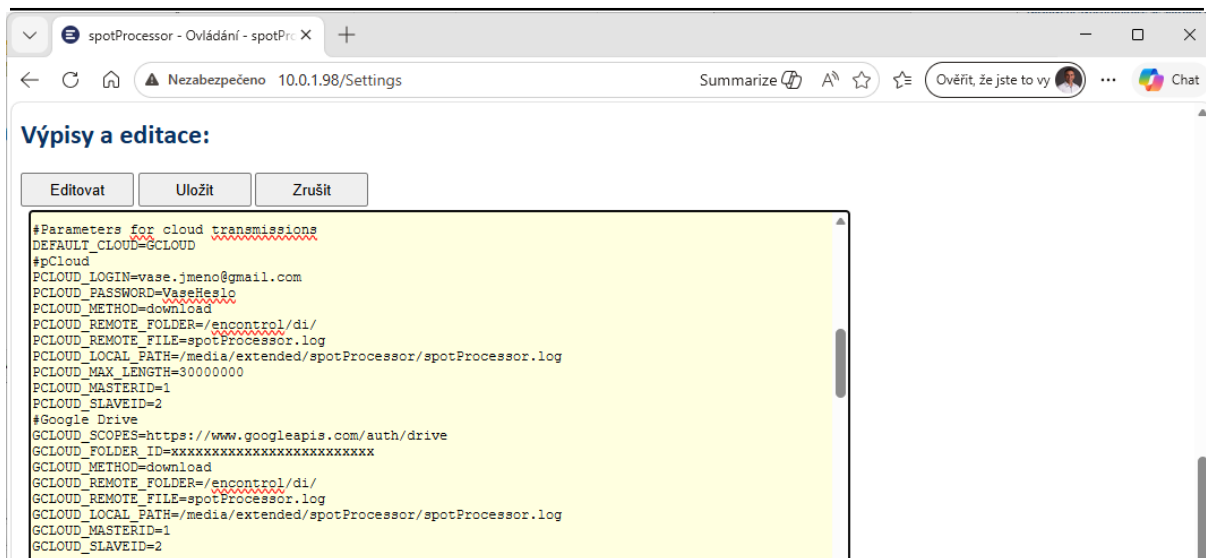 spotProcessor - Ovládání - spotPro
Nezabezpečeno 10.0.1.98/Settings
Summarize
Ověřit, že jste to vy
Chat
Výpisy a editace:
Editovat Uložit Zrušit
#Parameters for cloud transmissions
DEFAULT_CLOUD=GCLOUD
#pCloud
PCLOUD_LOGIN=vase.jmeno@gmail.com
PCLOUD_PASSWORD=VaseHeslo
PCLOUD_METHOD=download
PCLOUD_REMOTE_FOLDER=/encontrol/di/
PCLOUD_REMOTE_FILE=spotProcessor.log
PCLOUD_LOCAL_PATH=/media/extended/spotProcessor/spotProcessor.log
PCLOUD_MAX_LENGTH=30000000
PCLOUD_MASTERID=1
PCLOUD_SLAVEID=2
#Google Drive
GCLOUD_SCOPES=https://www.googleapis.com/auth/drive
GCLOUD_FOLDER_ID=xxxxxxxxxxxxxxxxxxxxxxxxx
GCLOUD_METHOD=download
GCLOUD_REMOTE_FOLDER=/encontrol/di/
GCLOUD_REMOTE_FILE=spotProcessor.log
GCLOUD_LOCAL_PATH=/media/extended/spotProcessor/spotProcessor.log
GCLOUD_MASTERID=1
GCLOUD_SLAVEID=2